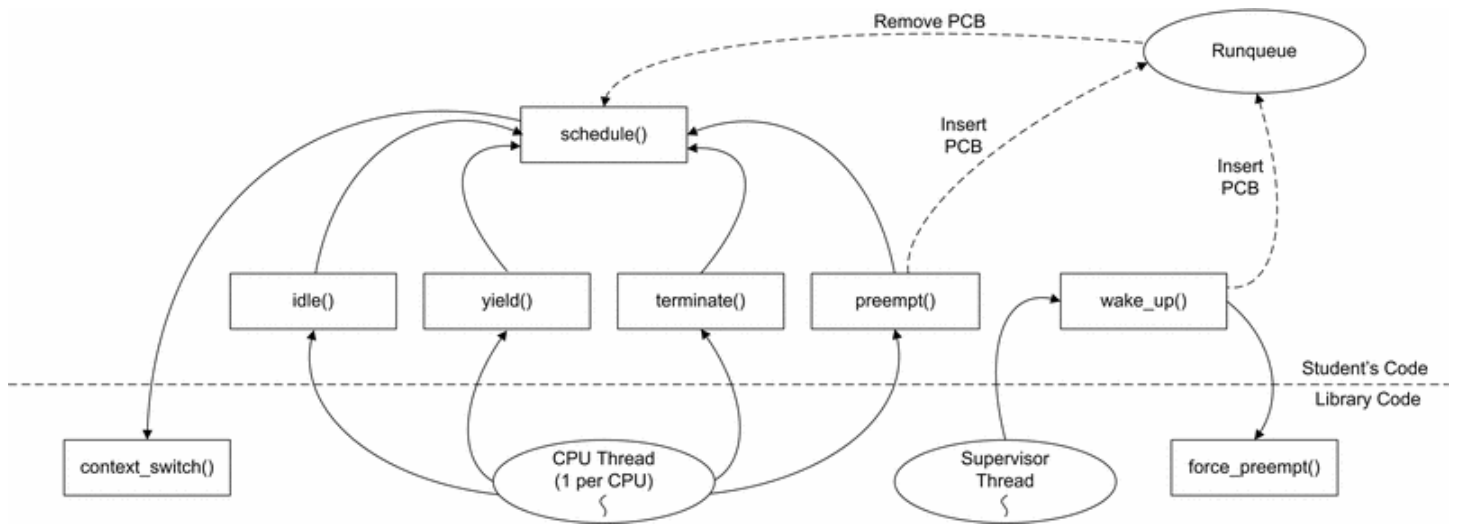 Remove PCB
Runqueue
schedule()
Insert
PCB
Insert
PCB
idle()
yield()
terminate()
preempt()
wake_up()
Student's Code
Library Code
context_switch()
CPU Thread
(1 per CPU)
Supervisor
Thread
force_preempt()